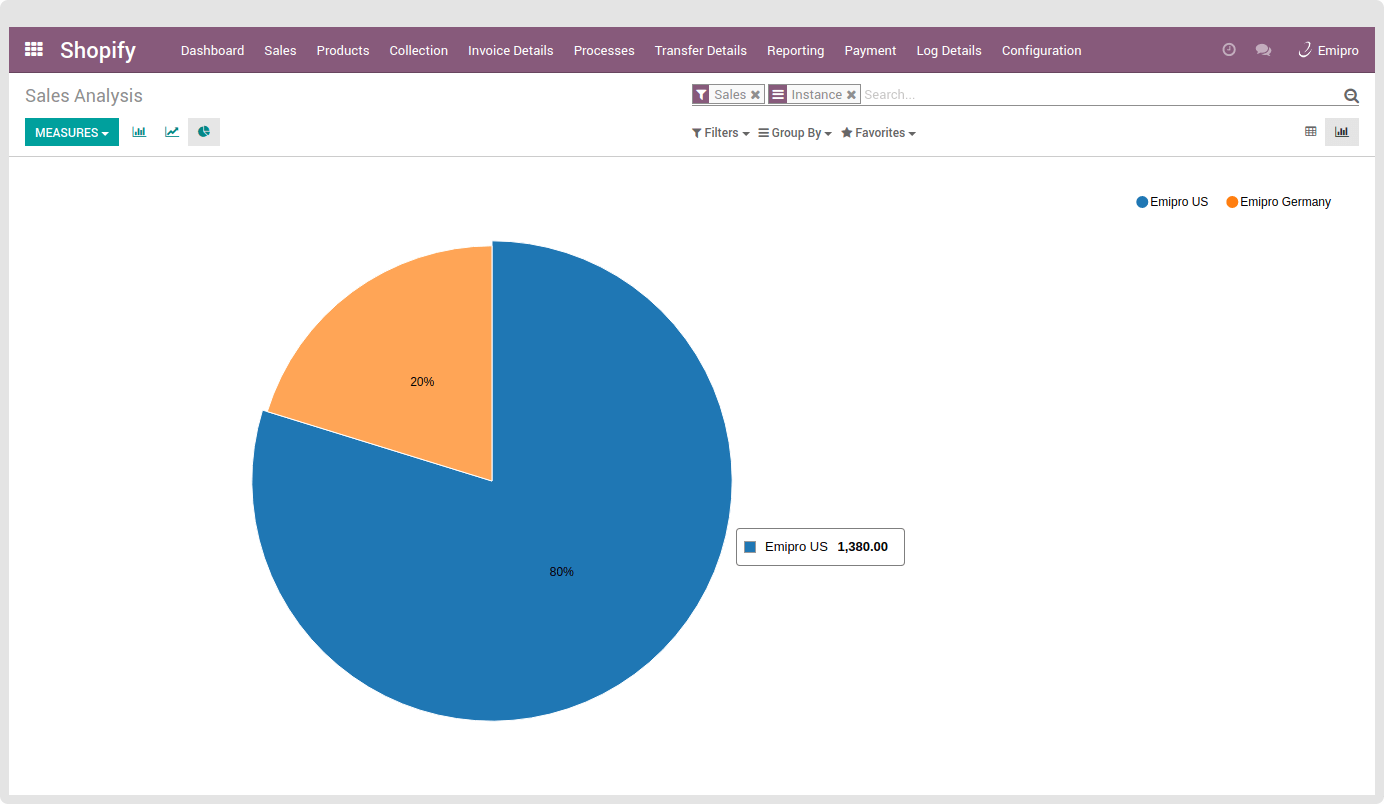 Shopify Dashboard Sales Products Collection Invoice Details Processes Transfer Details Reporting Payment Log Details Configuration Emipro
Sales Analysis Sales Instance Search...
MEASURES Filters Group By Favorites
Emipro US Emipro Germany
20%
Emipro US 1,380.00
80%